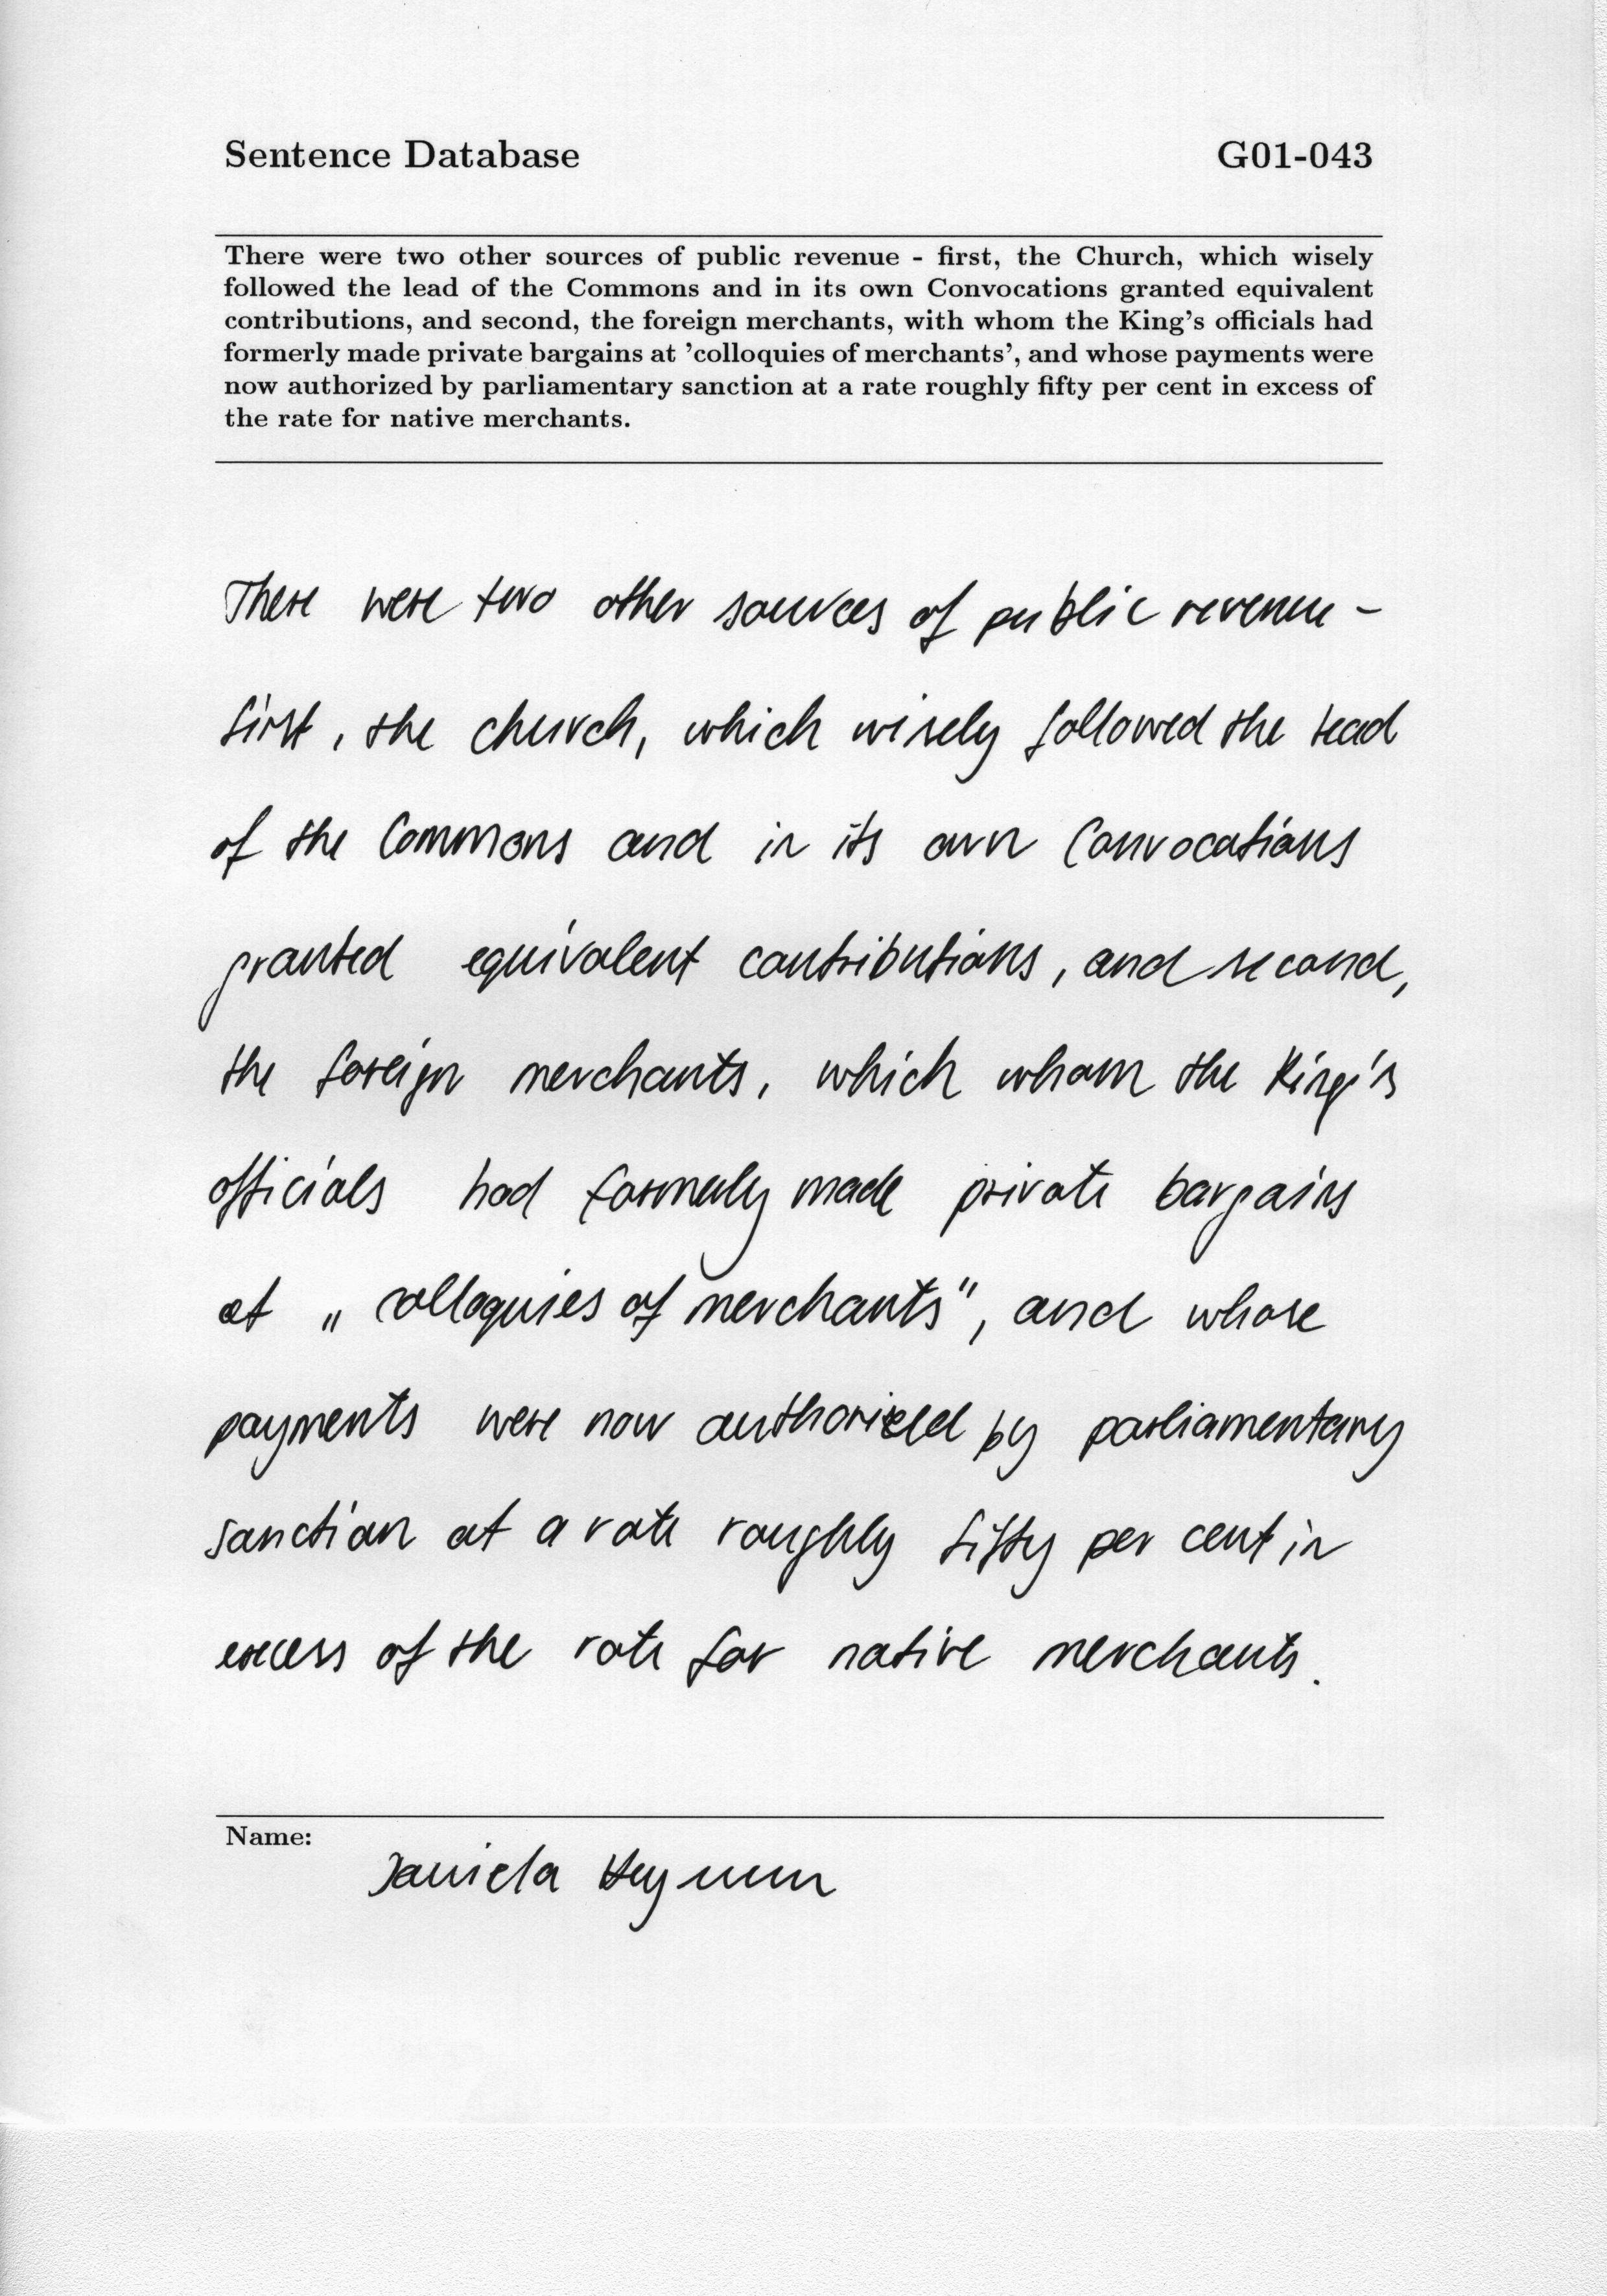 Sentence Database G01-043
There were two other sources of public revenue - first, the Church, which wisely
followed the lead of the Commons and in its own Convocations granted equivalent
contributions, and second, the foreign merchants, with whom the King's officials had
formerly made private bargains at 'colloquies of merchants', and whose payments were
now authorized by parliamentary sanction at a rate roughly fifty per cent in excess of
the rate for native merchants.
There were two other sources of public revenue -
first, the church, which wisely followed the lead
of the Commons and in its own Convocations
granted equivalent contributions, and second,
the foreign merchants, which whom the King's
officials had formerly made private bargains
at „colloquies of merchants", and whose
payments were now authorized by parliamentary
sanction at a rate roughly fifty per cent in
excess of the rate for native merchants.
Name:
Daniela